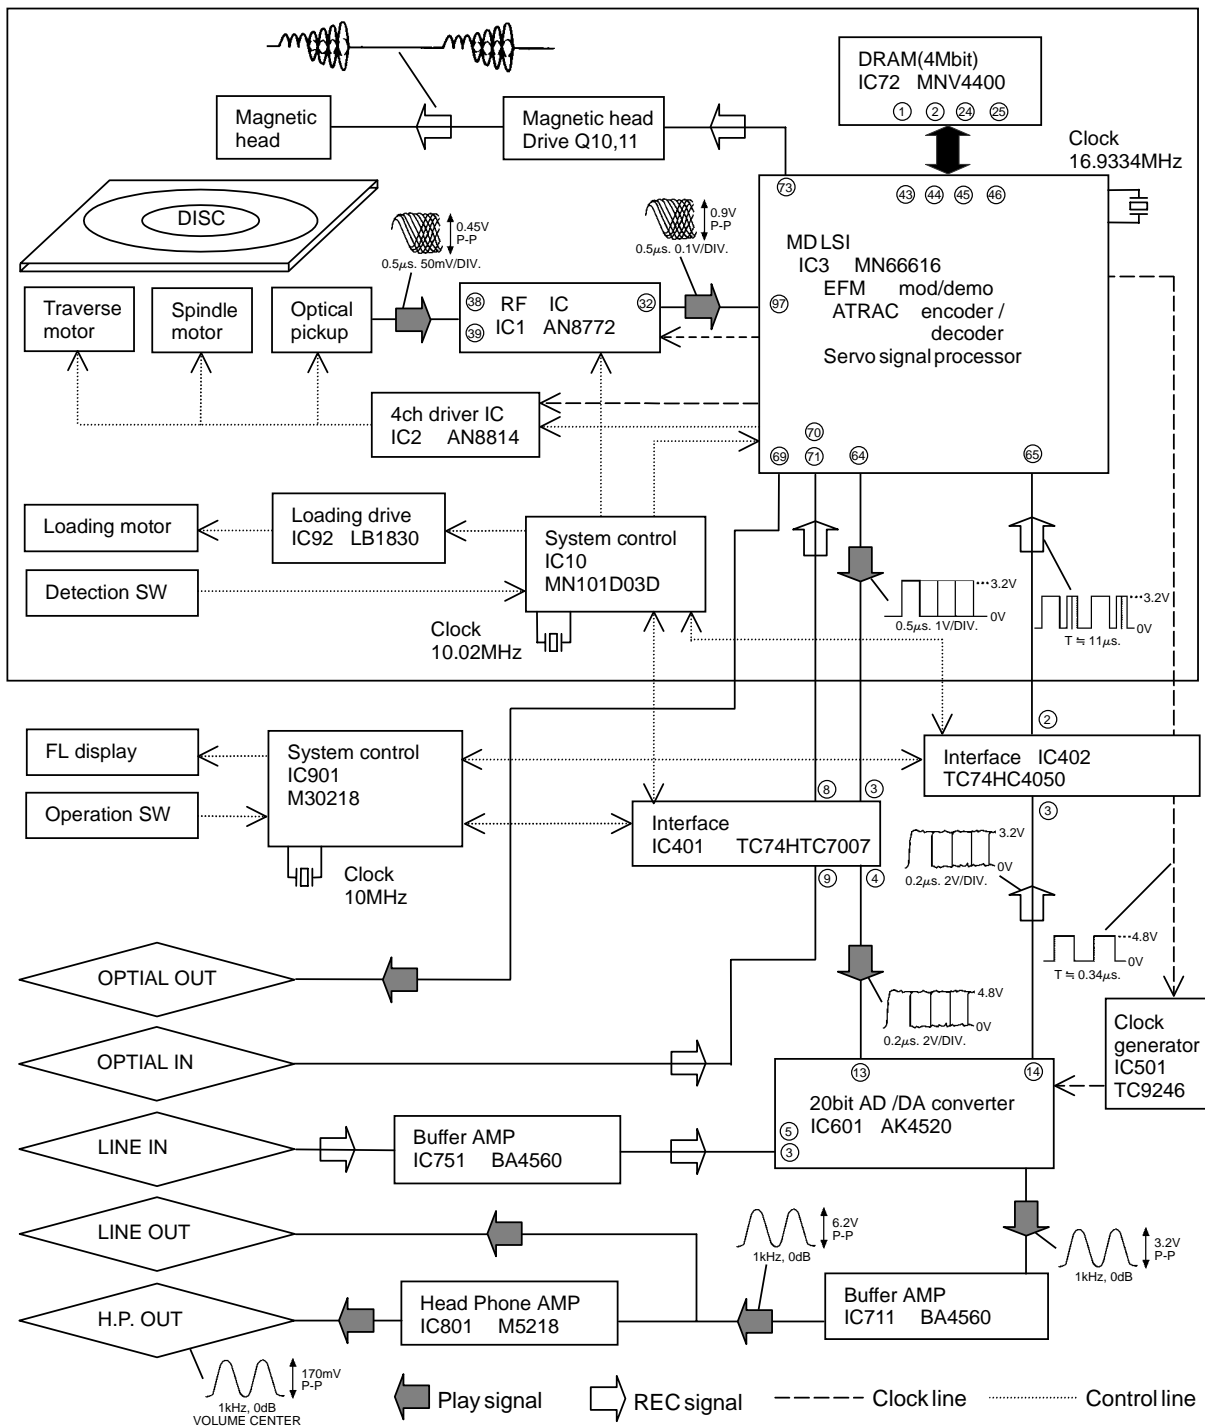 DRAM(4Mbit)
IC72 MNV4400
1 2 24 25
Magnetic
head
Magnetic head
Drive Q10,11
Clock
16.9334MHz
73 43 44 45 46
DISC
0.45V
P-P
0.5μs. 50mV/DIV.
0.9V
P-P
0.5μs. 0.1V/DIV.
MD LSI
IC3 MN66616
EFM mod/demo
ATRAC encoder /
decoder
Servo signal processor
97
Traverse
motor
Spindle
motor
Optical
pickup
38 RF IC 32
39 IC1 AN8772
4ch driver IC
IC2 AN8814
70
69 71 64 65
Loading motor
Loading drive
IC92 LB1830
System control
IC10
MN101D03D
Detection SW
Clock
10.02MHz
3.2V
0V
0.5μs. 1V/DIV.
3.2V
0V
T ≒ 11μs.
2
FL display
Operation SW
System control
IC901
M30218
Clock
10MHz
Interface IC402
TC74HC4050
3
8 3
Interface
IC401 TC74HTC7007
9 4
3.2V
0V
0.2μs. 2V/DIV.
4.8V
0V
T ≒ 0.34μs.
OPTIAL OUT
4.8V
0V
0.2μs. 2V/DIV.
OPTIAL IN
Clock
generator
IC501
TC9246
13 14
20bit AD /DA converter
IC601 AK4520
5
3
LINE IN
Buffer AMP
IC751 BA4560
LINE OUT
6.2V
P-P
1kHz, 0dB
3.2V
P-P
1kHz, 0dB
H.P. OUT
Head Phone AMP
IC801 M5218
Buffer AMP
IC711 BA4560
170mV
P-P
1kHz, 0dB
VOLUME CENTER
Play signal
REC signal
Clock line
Control line